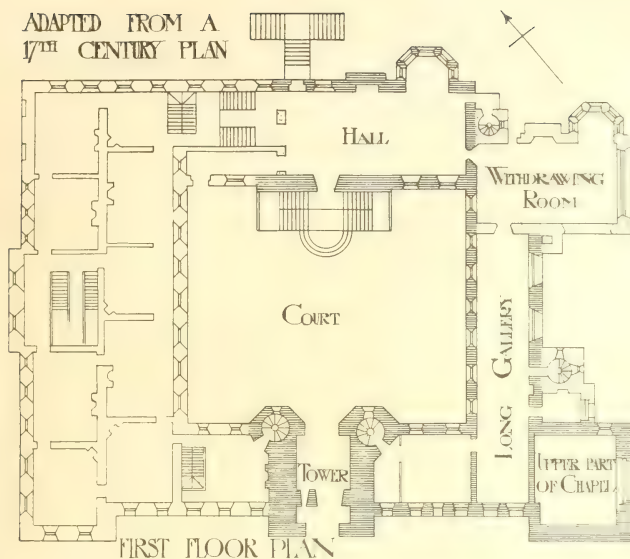 ADAPTED FROM A
17TH CENTURY PLAN
HALL
WITHDRAWING
ROOM
COURT
LONG GALLERY
TOWER
UPPER PART
OF CHAPEL
FIRST FLOOR PLAN